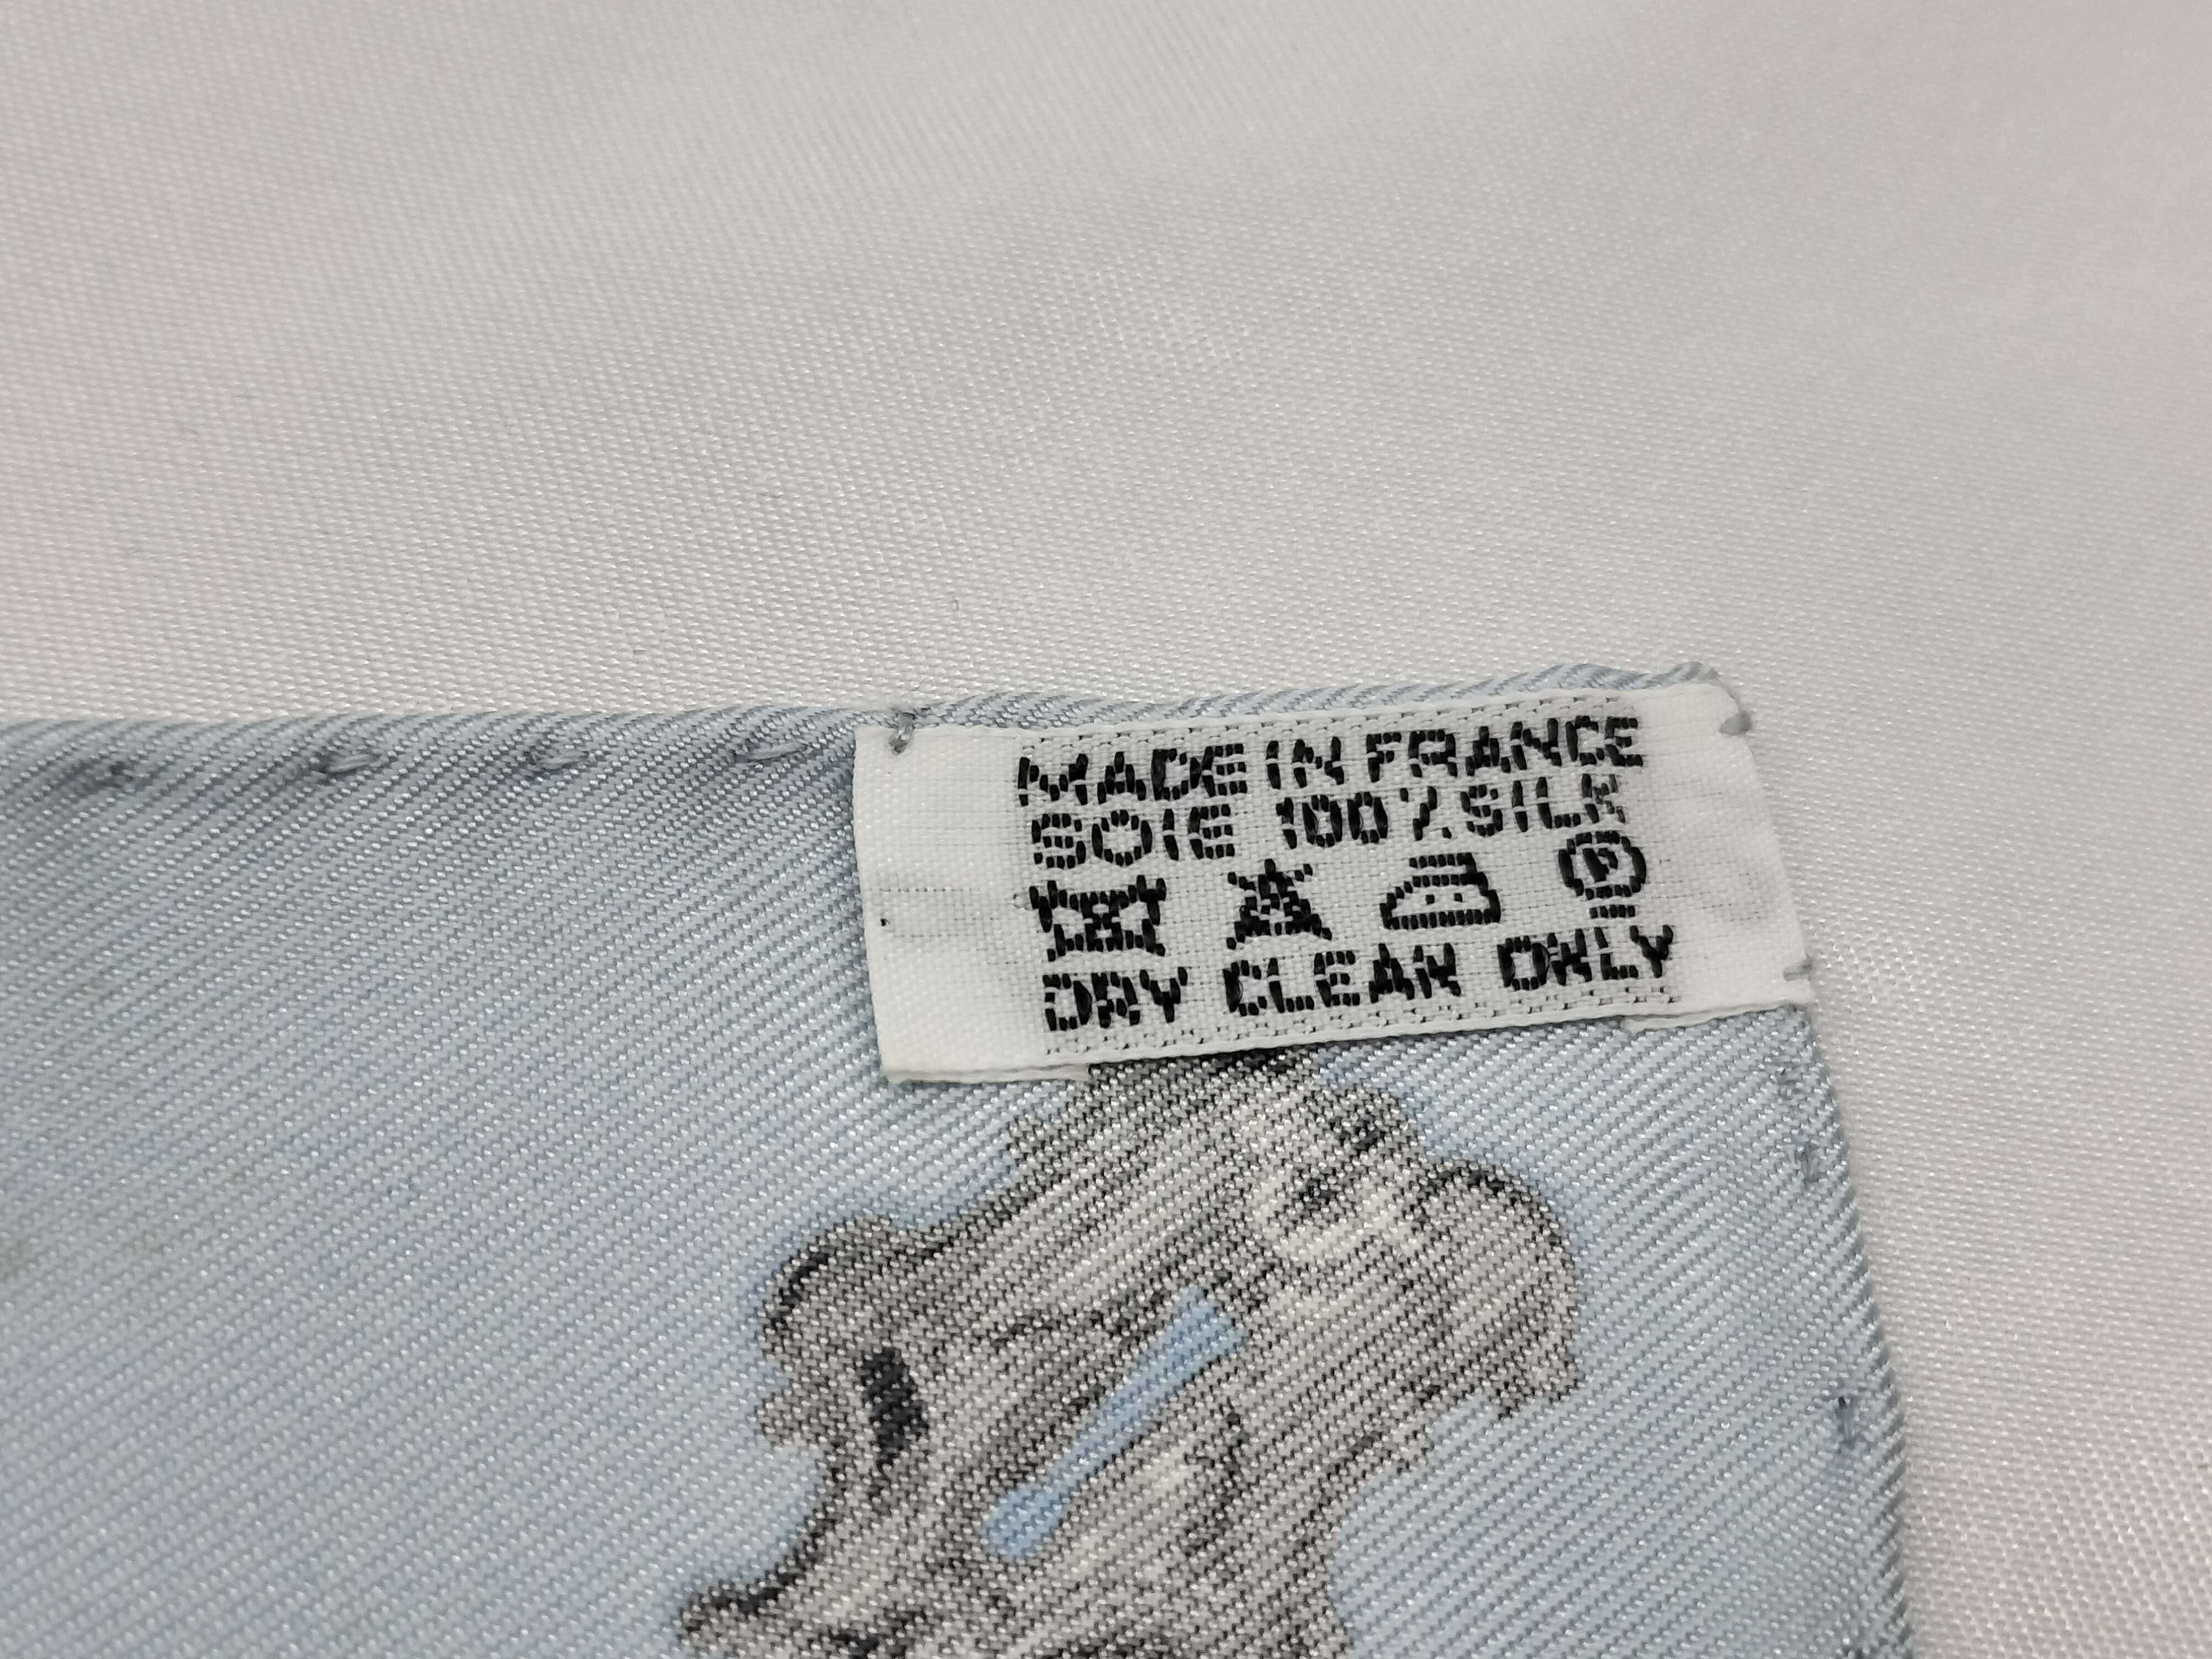 MADE IN FRANCE
SOIE 100% SILK
P
DRY CLEAN ONLY